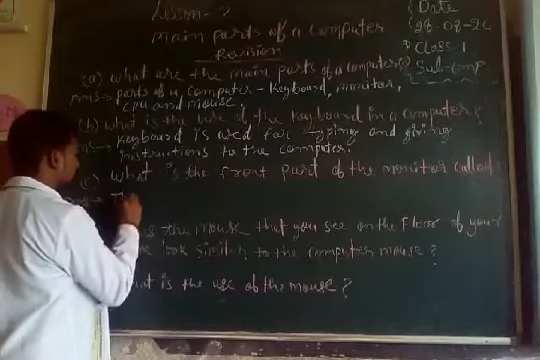 Lesson - 2
Main parts of a computer
Revision
Date
28-08-20
Class-1
Sub-comp
(a) what are the main parts of a computer?
Ans→ parts of a computer - keyboard, monitor,
cpu and mouse.
(b) what is the use of the keyboard in a computer?
Ans→ keyboard is used for typing and giving
instructions to the computer.
(c) what is the front part of the monitor called?
T
is the mouse that you see on the floor of your
look similar to the computer mouse?
what is the use of the mouse?